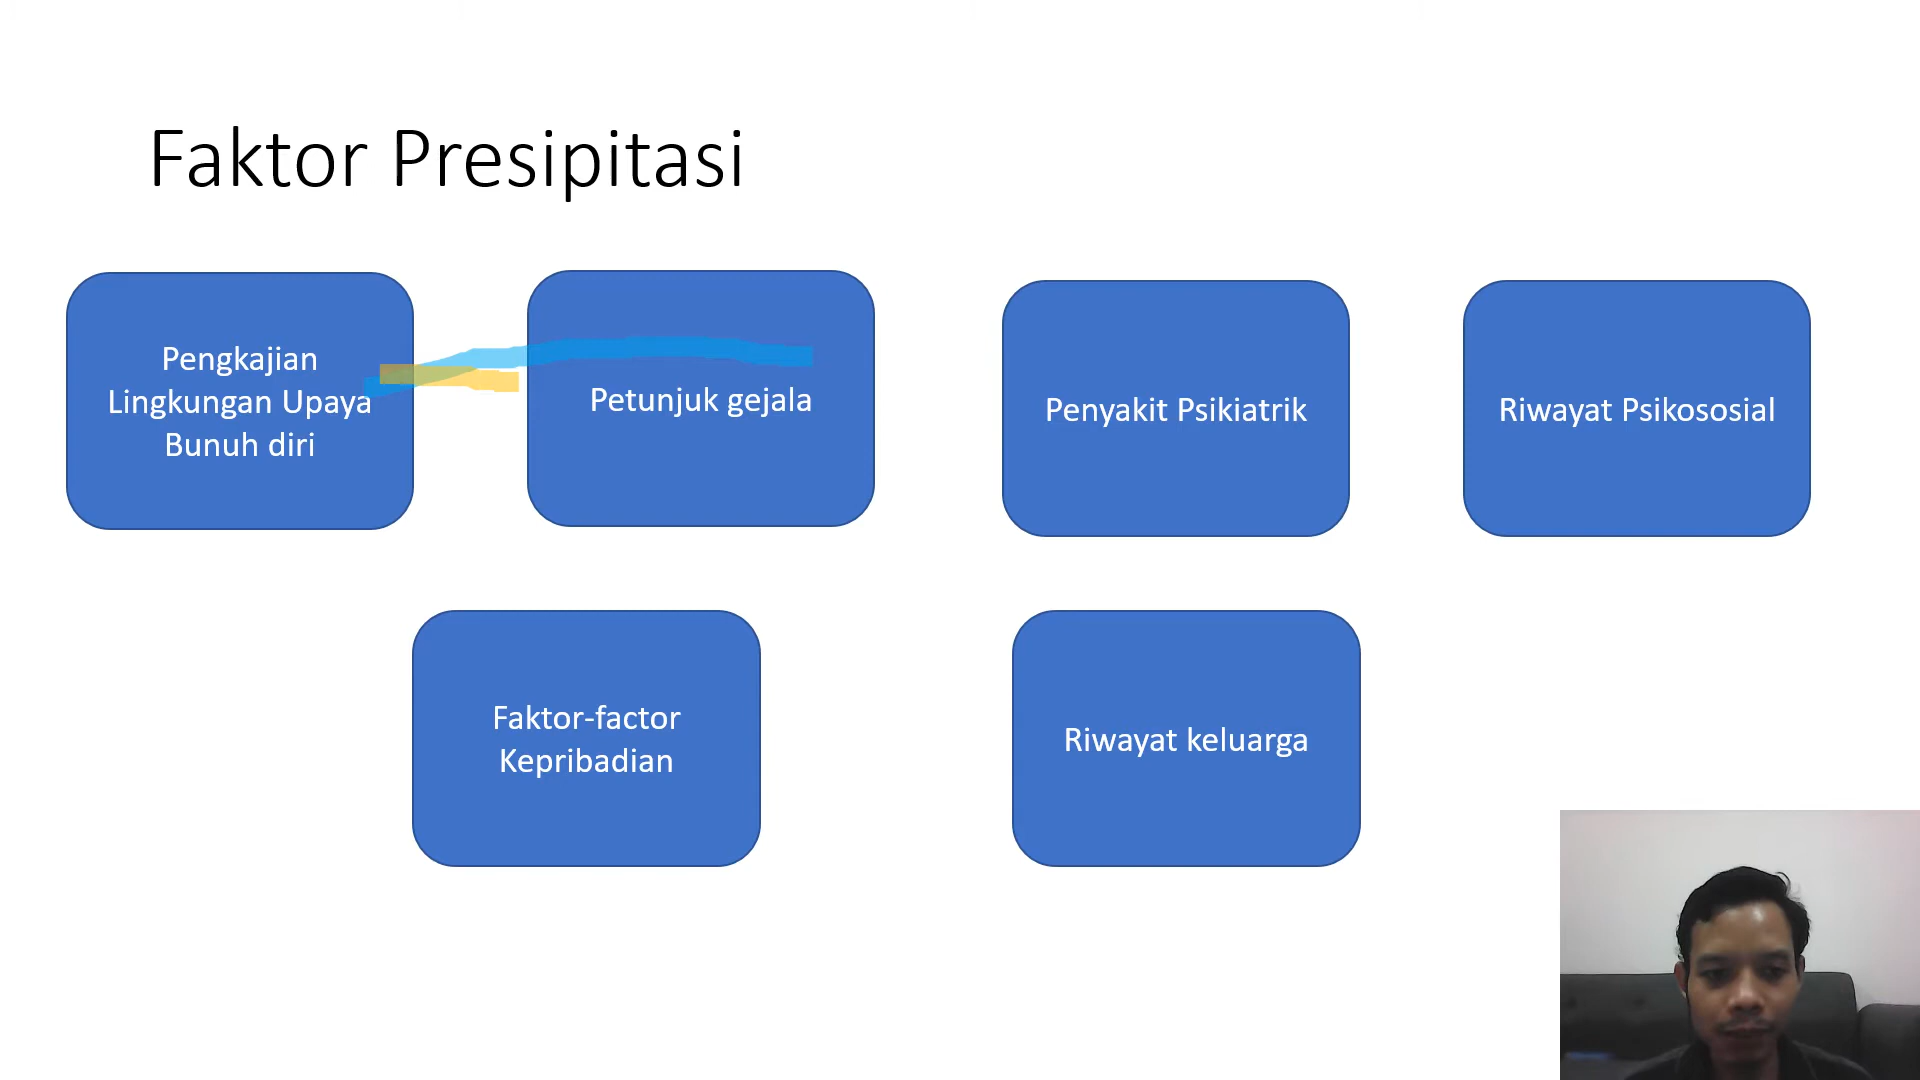 Faktor Presipitasi
Pengkajian
Lingkungan Upaya
Bunuh diri
Petunjuk gejala
Penyakit Psikiatrik
Riwayat Psikososial
Faktor-factor
Kepribadian
Riwayat keluarga